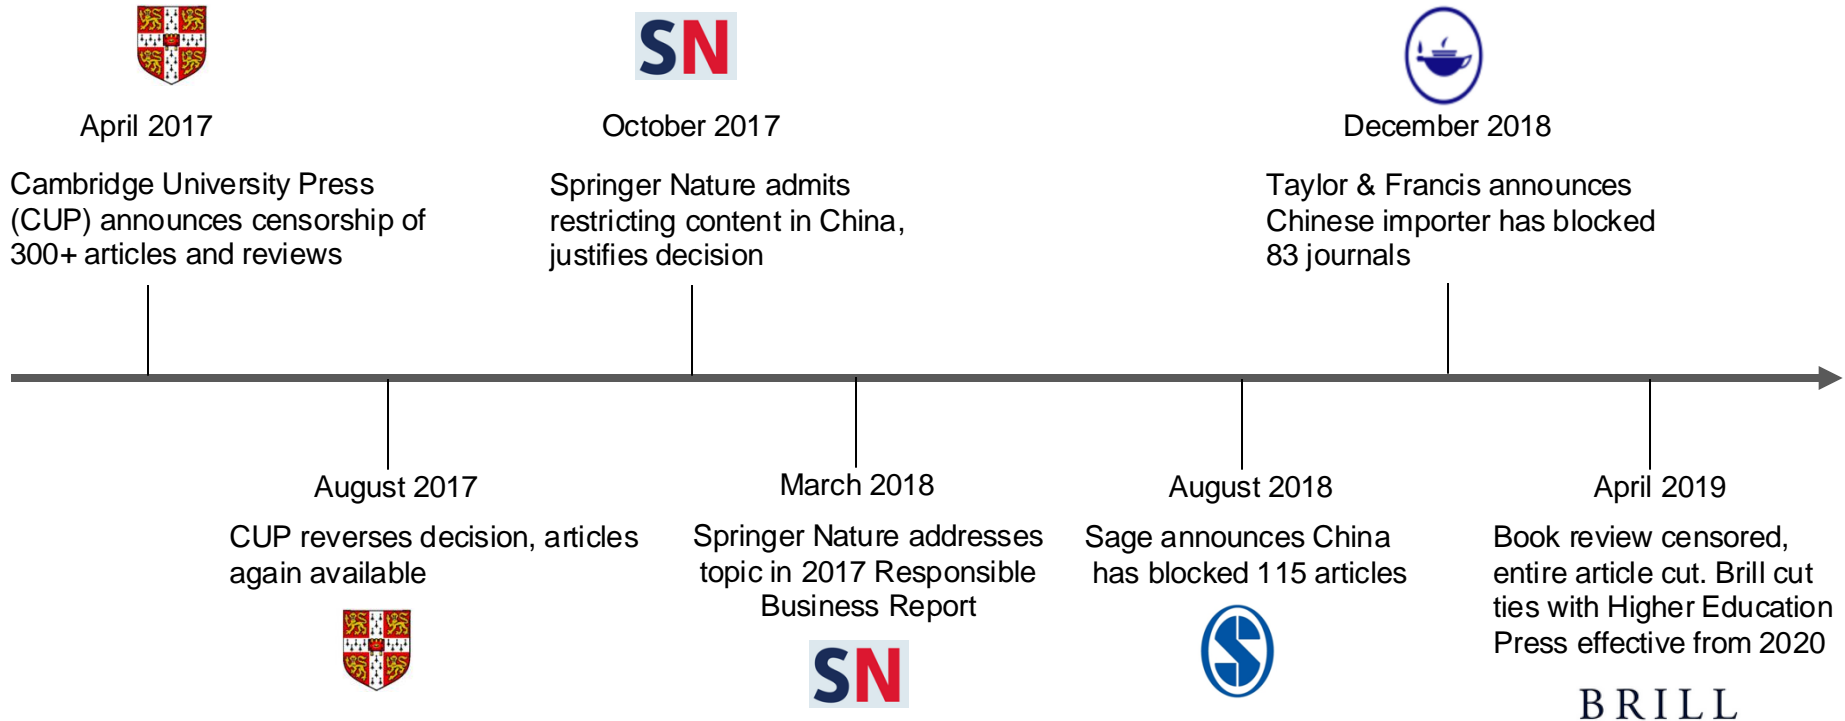 April 2017
Cambridge University Press
(CUP) announces censorship of
300+ articles and reviews
SN
October 2017
Springer Nature admits
restricting content in China,
justifies decision
December 2018
Taylor & Francis announces
Chinese importer has blocked
83 journals
August 2017
CUP reverses decision, articles
again available
March 2018
Springer Nature addresses
topic in 2017 Responsible
Business Report
SN
August 2018
Sage announces China
has blocked 115 articles
S
April 2019
Book review censored,
entire article cut. Brill cut
ties with Higher Education
Press effective from 2020
BRILL